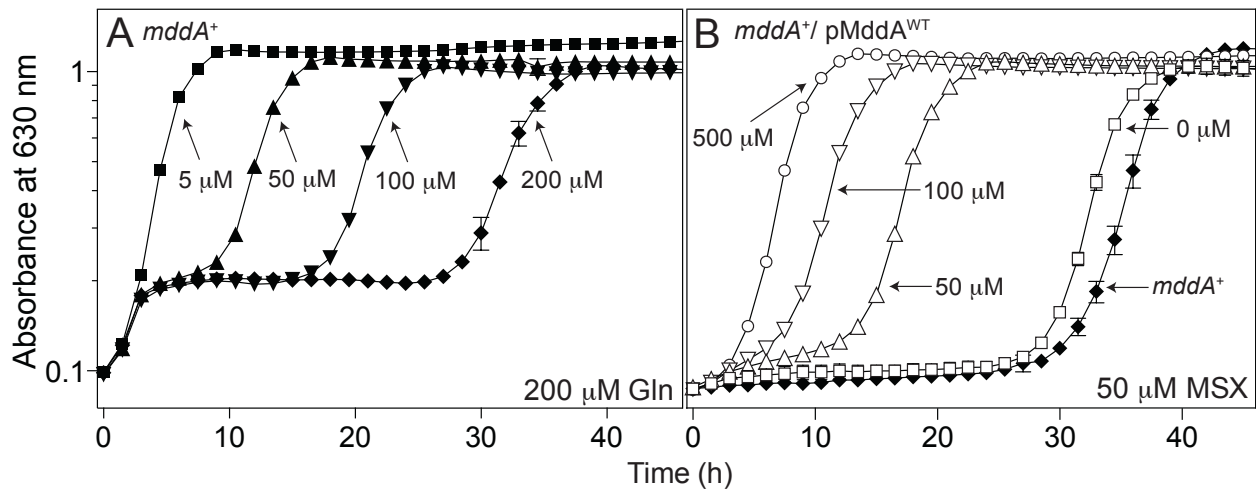 Absorbance at 630 nm
1
0.1
A
mddA⁺
5 μM
50 μM
100 μM
200 μM
200 μM Gln
0
10
20
30
40
B
mddA⁺/ pMddAᵂᵀ
500 μM
100 μM
50 μM
0 μM
mddA⁺
50 μM MSX
0
10
20
30
40
Time (h)